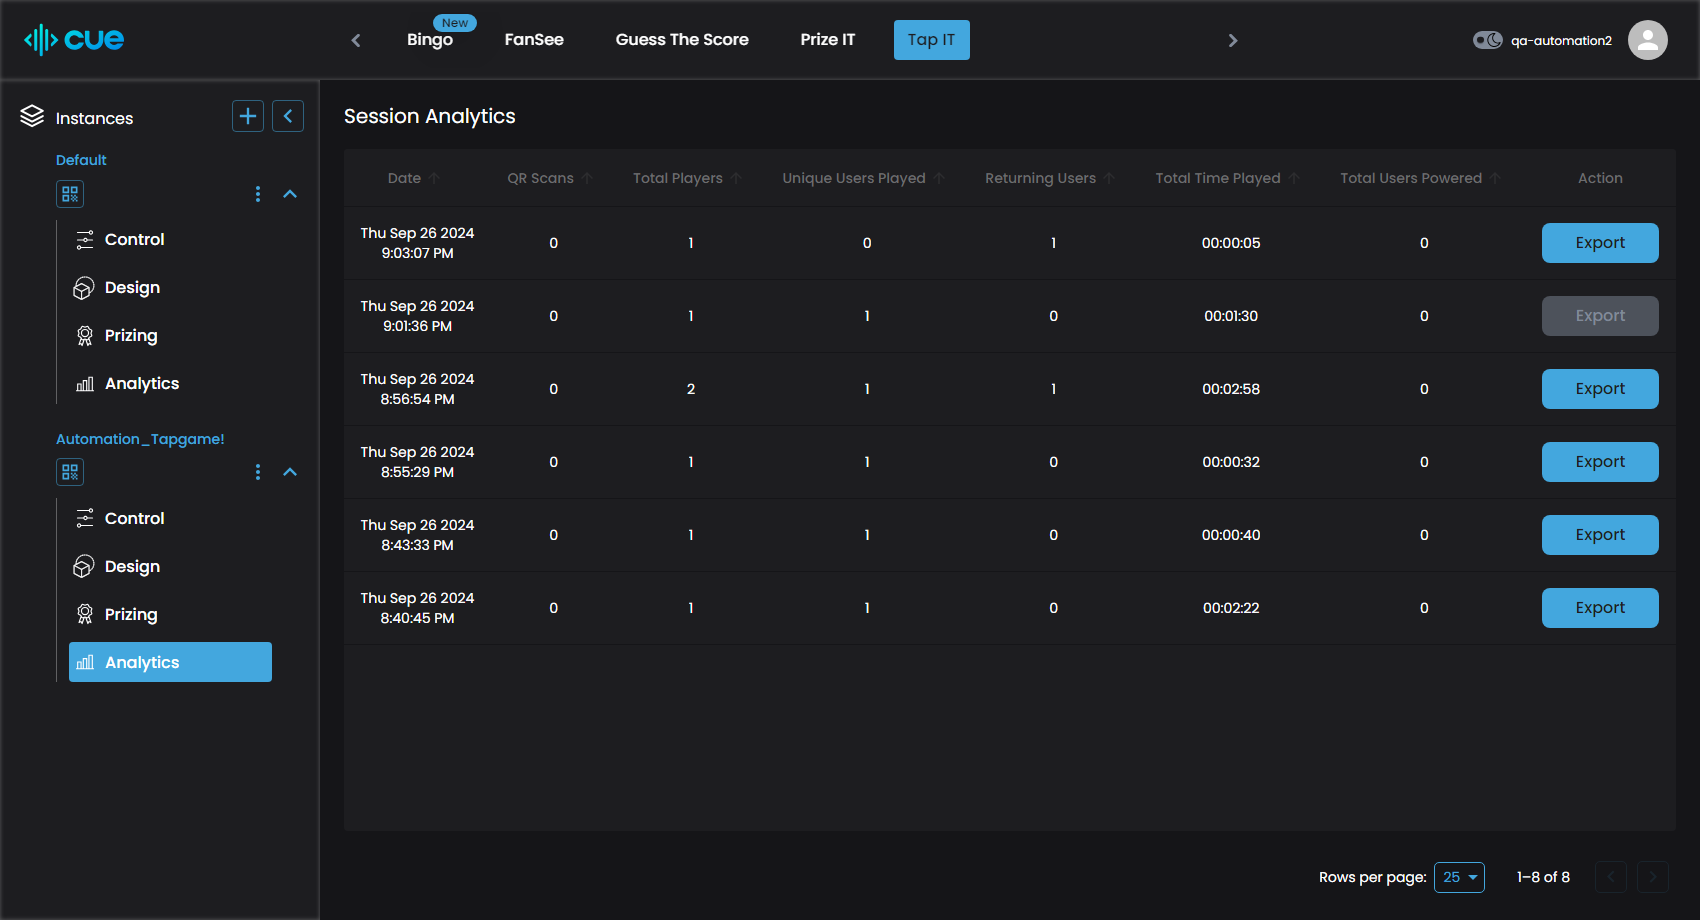 cue
New
Bingo
FanSee
Guess The Score
Prize IT
Tap IT
qa-automation2
Instances
Default
Control
Design
Prizing
Analytics
Automation_Tapgame!
Control
Design
Prizing
Analytics
Session Analytics
Date QR Scans Total Players Unique Users Played Returning Users Total Time Played Total Users Powered Action
Thu Sep 26 2024
9:03:07 PM 0 1 0 1 00:00:05 0 Export
Thu Sep 26 2024
9:01:36 PM 0 1 1 0 00:01:30 0 Export
Thu Sep 26 2024
8:56:54 PM 0 2 1 1 00:02:58 0 Export
Thu Sep 26 2024
8:55:29 PM 0 1 1 0 00:00:32 0 Export
Thu Sep 26 2024
8:43:33 PM 0 1 1 0 00:00:40 0 Export
Thu Sep 26 2024
8:40:45 PM 0 1 1 0 00:02:22 0 Export
Rows per page: 25 1–8 of 8